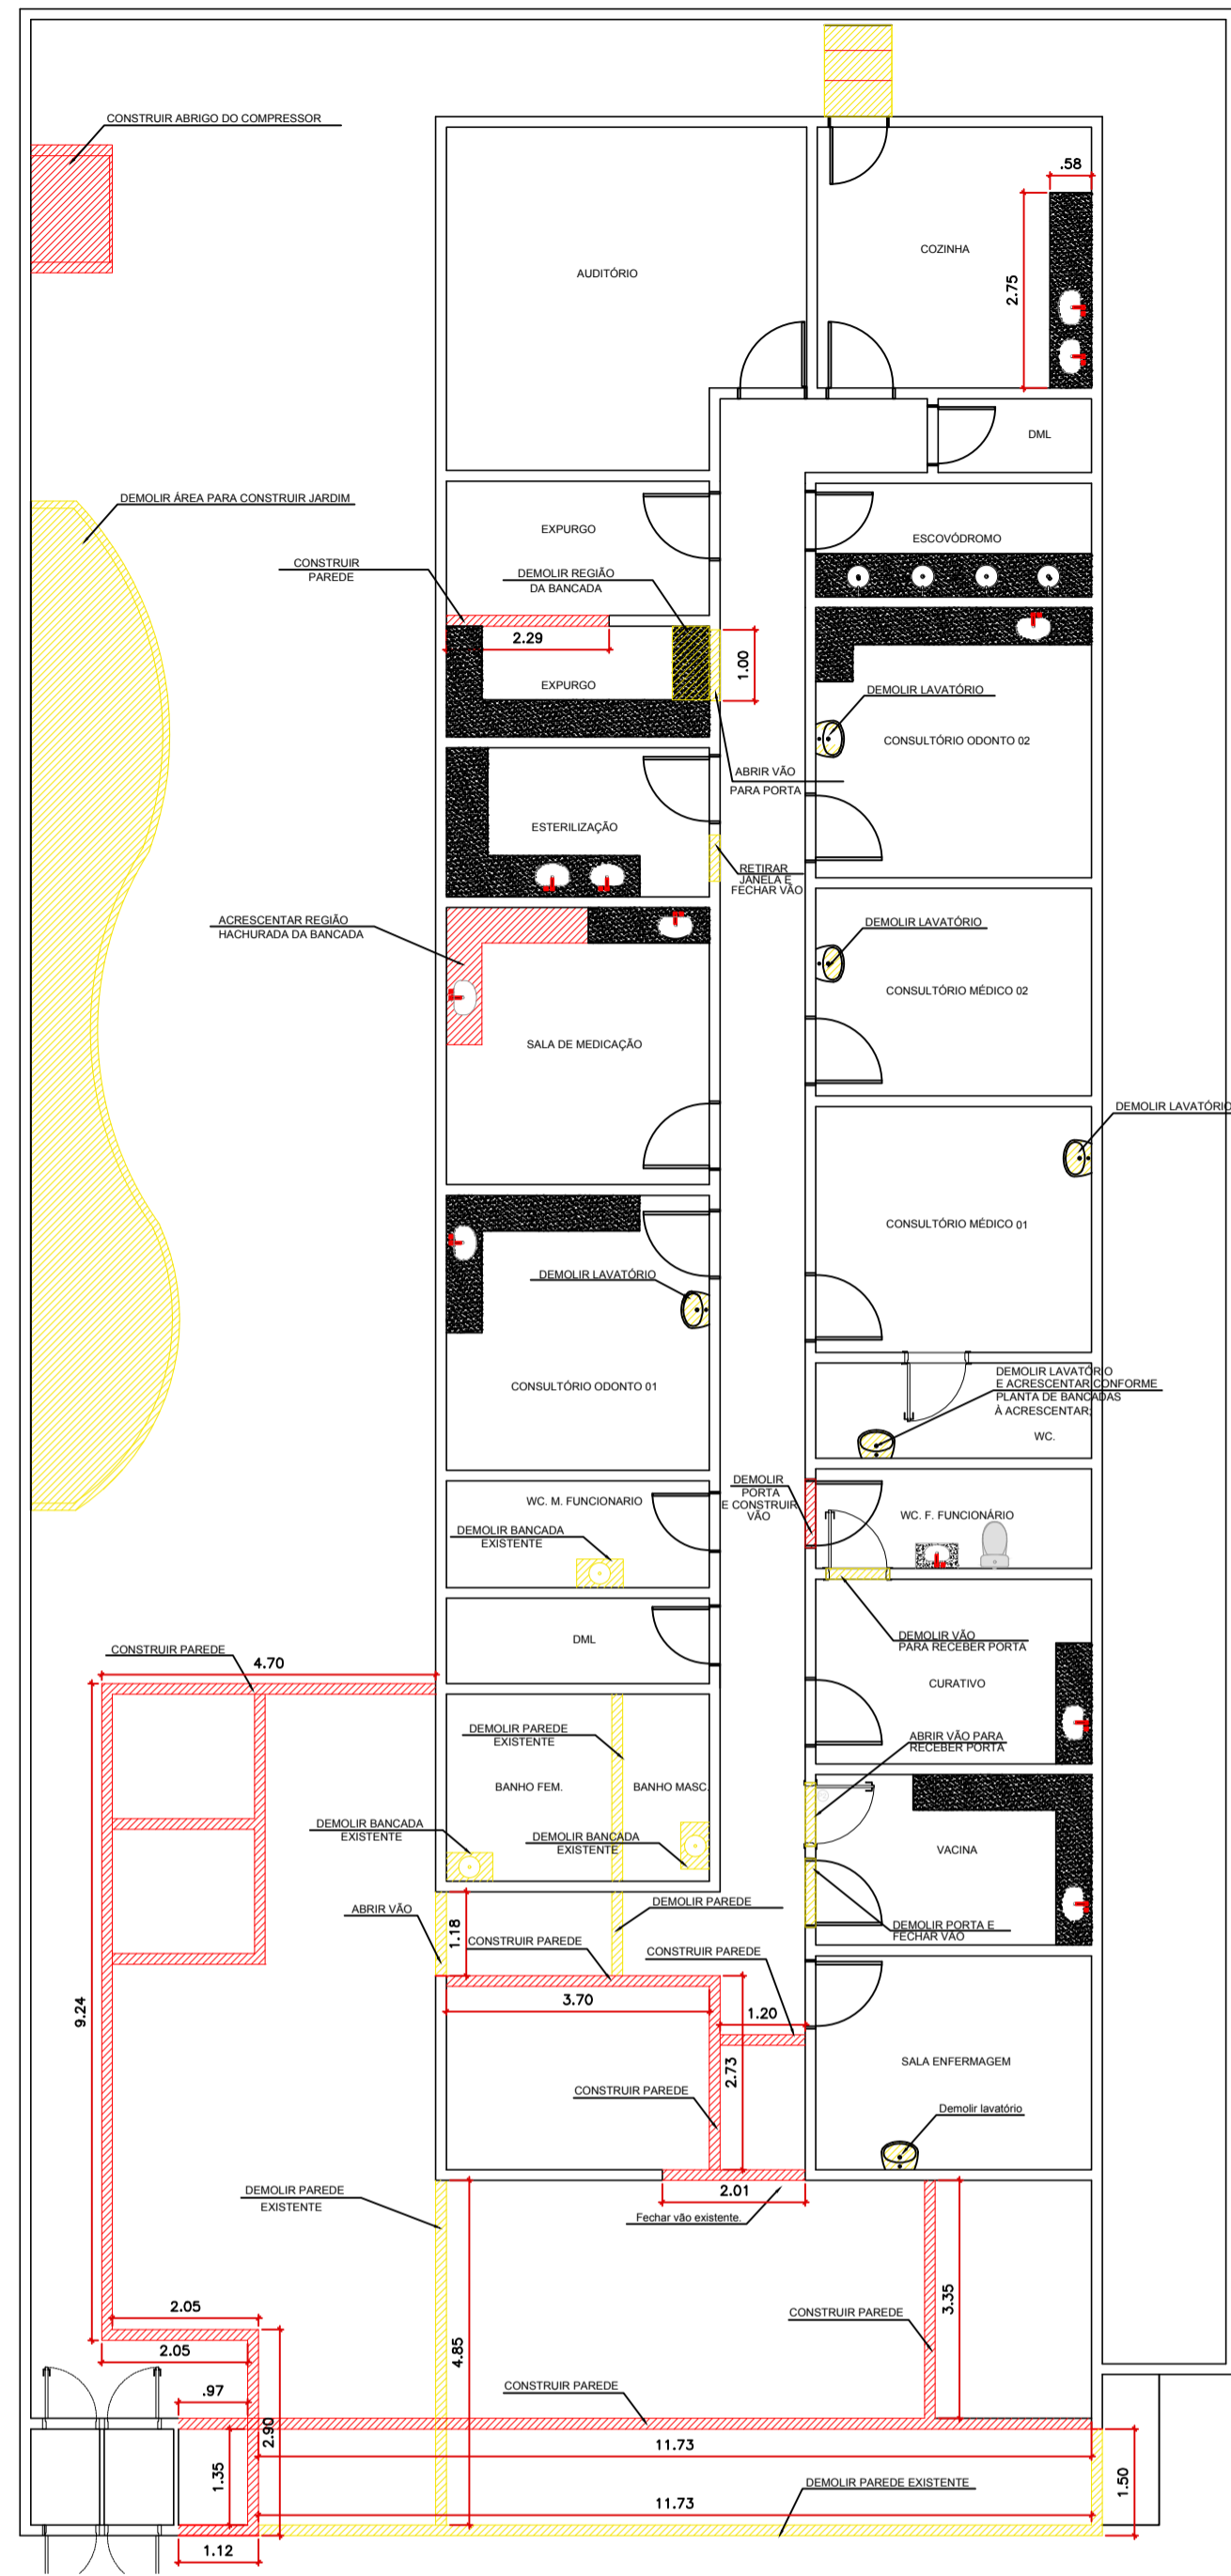 CONSTRUIR ABRIGO DO COMPRESSOR
.58
COZINHA
AUDITÓRIO
2.75
DML
DEMOLIR ÁREA PARA CONSTRUIR JARDIM
EXPURGO
ESCOVÓDROMO
CONSTRUIR
PAREDE
DEMOLIR REGIÃO
DA BANCADA
2.29
1.00
EXPURGO
DEMOLIR LAVATÓRIO
CONSULTÓRIO ODONTO 02
ABRIR VÃO
PARA PORTA
ESTERILIZAÇÃO
RETIRAR
JANELA E
FECHAR VÃO
ACRESCENTAR REGIÃO
HACHURADA DA BANCADA
DEMOLIR LAVATÓRIO
CONSULTÓRIO MÉDICO 02
SALA DE MEDICAÇÃO
DEMOLIR LAVATÓRIO
CONSULTÓRIO MÉDICO 01
DEMOLIR LAVATÓRIO
CONSULTÓRIO ODONTO 01
DEMOLIR LAVATÓRIO
E ACRESCENTAR CONFORME
PLANTA DE BANCADAS
À ACRESCENTAR;
WC.
DEMOLIR
PORTA
E CONSTRUIR
VÃO
WC. M. FUNCIONARIO
WC. F. FUNCIONÁRIO
DEMOLIR BANCADA
EXISTENTE
DML
DEMOLIR VÃO
PARA RECEBER PORTA
CONSTRUIR PAREDE
4.70
CURATIVO
DEMOLIR PAREDE
EXISTENTE
ABRIR VÃO PARA
RECEBER PORTA
BANHO FEM.
BANHO MASC.
DEMOLIR BANCADA
EXISTENTE
DEMOLIR BANCADA
EXISTENTE
VACINA
ABRIR VÃO
1.18
DEMOLIR PAREDE
DEMOLIR PORTA E
FECHAR VÃO
CONSTRUIR PAREDE
CONSTRUIR PAREDE
9.24
3.70
1.20
2.73
SALA ENFERMAGEM
CONSTRUIR PAREDE
Demolir lavatório
DEMOLIR PAREDE
EXISTENTE
2.01
Fechar vão existente.
2.05
CONSTRUIR PAREDE
3.35
2.05
4.85
.97
CONSTRUIR PAREDE
2.90
11.73
1.35
DEMOLIR PAREDE EXISTENTE
1.50
11.73
1.12